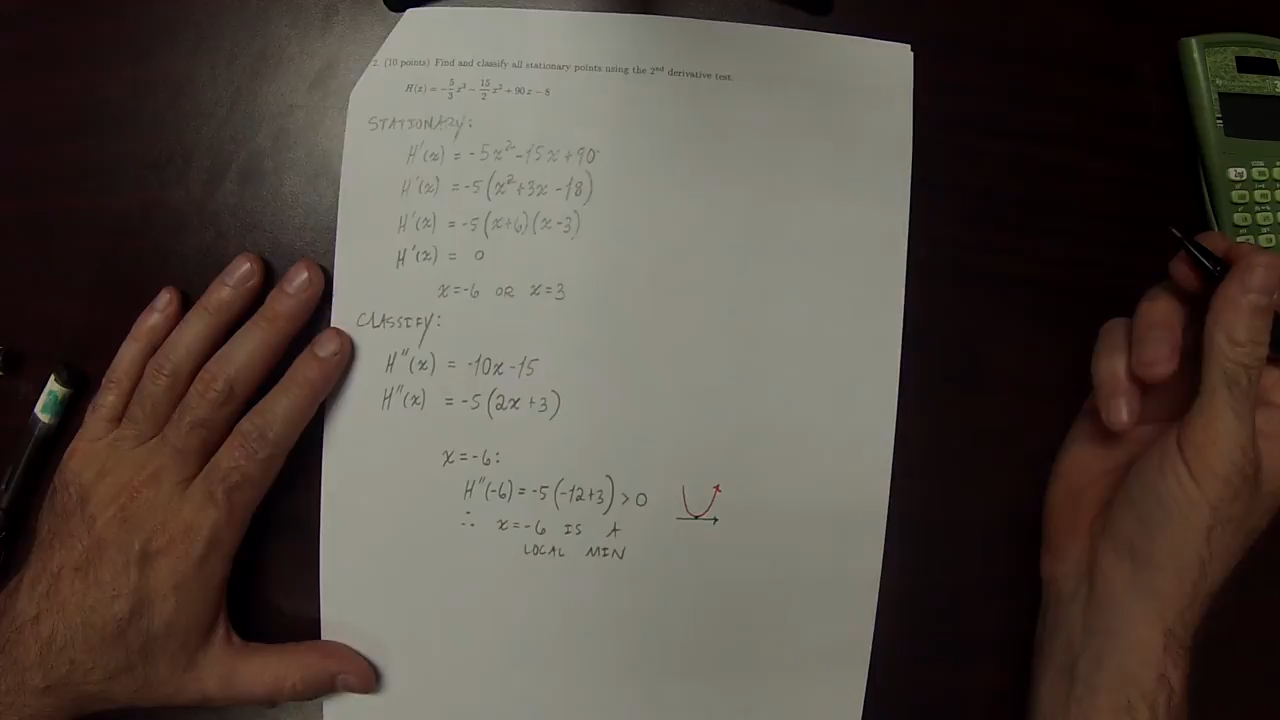 2. (10 points) Find and classify all stationary points using the 2nd derivative test.
H(x) = -5/3 x³ - 15/2 x² + 90x - 8
STATIONARY:
H'(x) = -5x² - 15x + 90
H'(x) = -5(x² + 3x - 18)
H'(x) = -5(x+6)(x-3)
H'(x) = 0
x = -6 OR x = 3
CLASSIFY:
H''(x) = -10x - 15
H''(x) = -5(2x + 3)
x = -6:
H''(-6) = -5(-12+3) > 0
∴ x = -6 IS A
LOCAL MIN